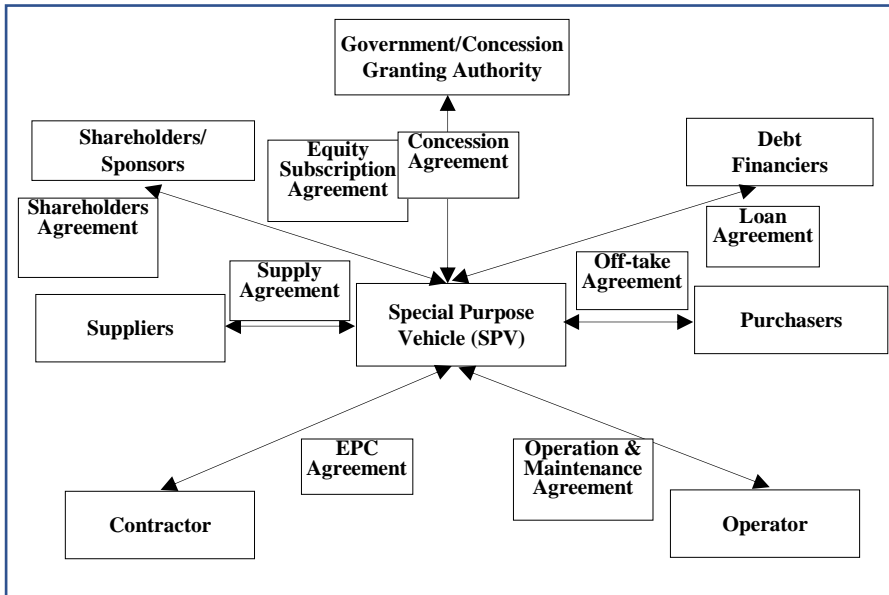 Government/Concession
Granting Authority
Shareholders/
Sponsors
Equity
Subscription
Agreement
Concession
Agreement
Debt
Financiers
Shareholders
Agreement
Loan
Agreement
Supply
Agreement
Off-take
Agreement
Suppliers
Special Purpose
Vehicle (SPV)
Purchasers
EPC
Agreement
Operation &
Maintenance
Agreement
Contractor
Operator